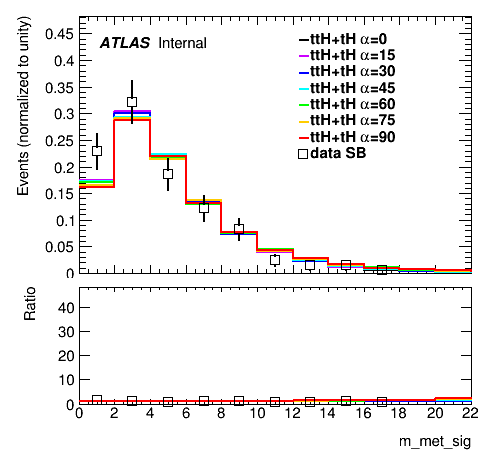 ATLAS Internal
ttH+tH α=0
ttH+tH α=15
ttH+tH α=30
ttH+tH α=45
ttH+tH α=60
ttH+tH α=75
ttH+tH α=90
data SB
Events (normalized to unity)
0.45
0.4
0.35
0.3
0.25
0.2
0.15
0.1
0.05
0
Ratio
40
30
20
10
0
0 2 4 6 8 10 12 14 16 18 20 22
m_met_sig